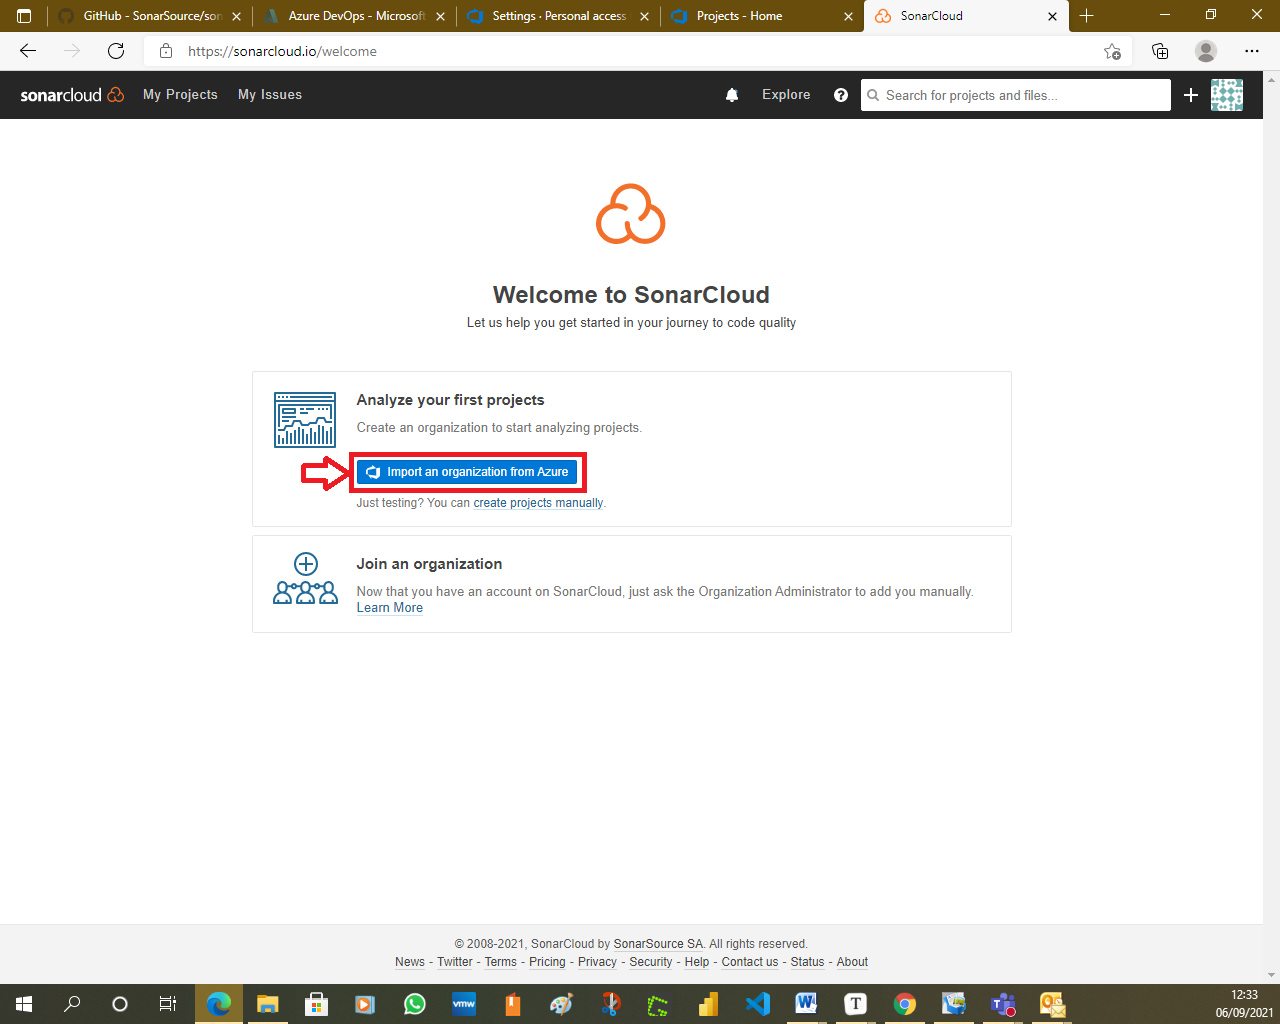 GitHub - SonarSource/son
Azure DevOps - Microsoft
Settings · Personal access
Projects - Home
SonarCloud
https://sonarcloud.io/welcome
sonarcloud My Projects My Issues Explore ? Search for projects and files... +
Welcome to SonarCloud
Let us help you get started in your journey to code quality
Analyze your first projects
Create an organization to start analyzing projects.
Import an organization from Azure
Just testing? You can create projects manually.
Join an organization
Now that you have an account on SonarCloud, just ask the Organization Administrator to add you manually.
Learn More
© 2008-2021, SonarCloud by SonarSource SA. All rights reserved.
News - Twitter - Terms - Pricing - Privacy - Security - Help - Contact us - Status - About
vmw
W
T
12:33
06/09/2021